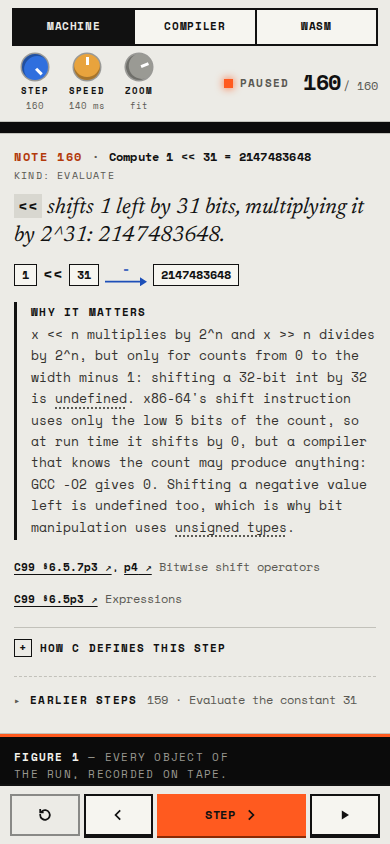 MACHINE COMPILER WASM
STEP SPEED ZOOM
160 140 ms fit
PAUSED 160 / 160
NOTE 160 · Compute 1 << 31 = 2147483648
KIND: EVALUATE
<< shifts 1 left by 31 bits, multiplying it
by 2^31: 2147483648.
1 << 31 → 2147483648
WHY IT MATTERS
x << n multiplies by 2^n and x >> n divides
by 2^n, but only for counts from 0 to the
width minus 1: shifting a 32-bit int by 32
is undefined. x86-64's shift instruction
uses only the low 5 bits of the count, so
at run time it shifts by 0, but a compiler
that knows the count may produce anything:
GCC -O2 gives 0. Shifting a negative value
left is undefined too, which is why bit
manipulation uses unsigned types.
C99 §6.5.7p3 ↗, p4 ↗ Bitwise shift operators
C99 §6.5p3 ↗ Expressions
+ HOW C DEFINES THIS STEP
▸ EARLIER STEPS 159 · Evaluate the constant 31
FIGURE 1 — EVERY OBJECT OF
THE RUN, RECORDED ON TAPE.
STEP